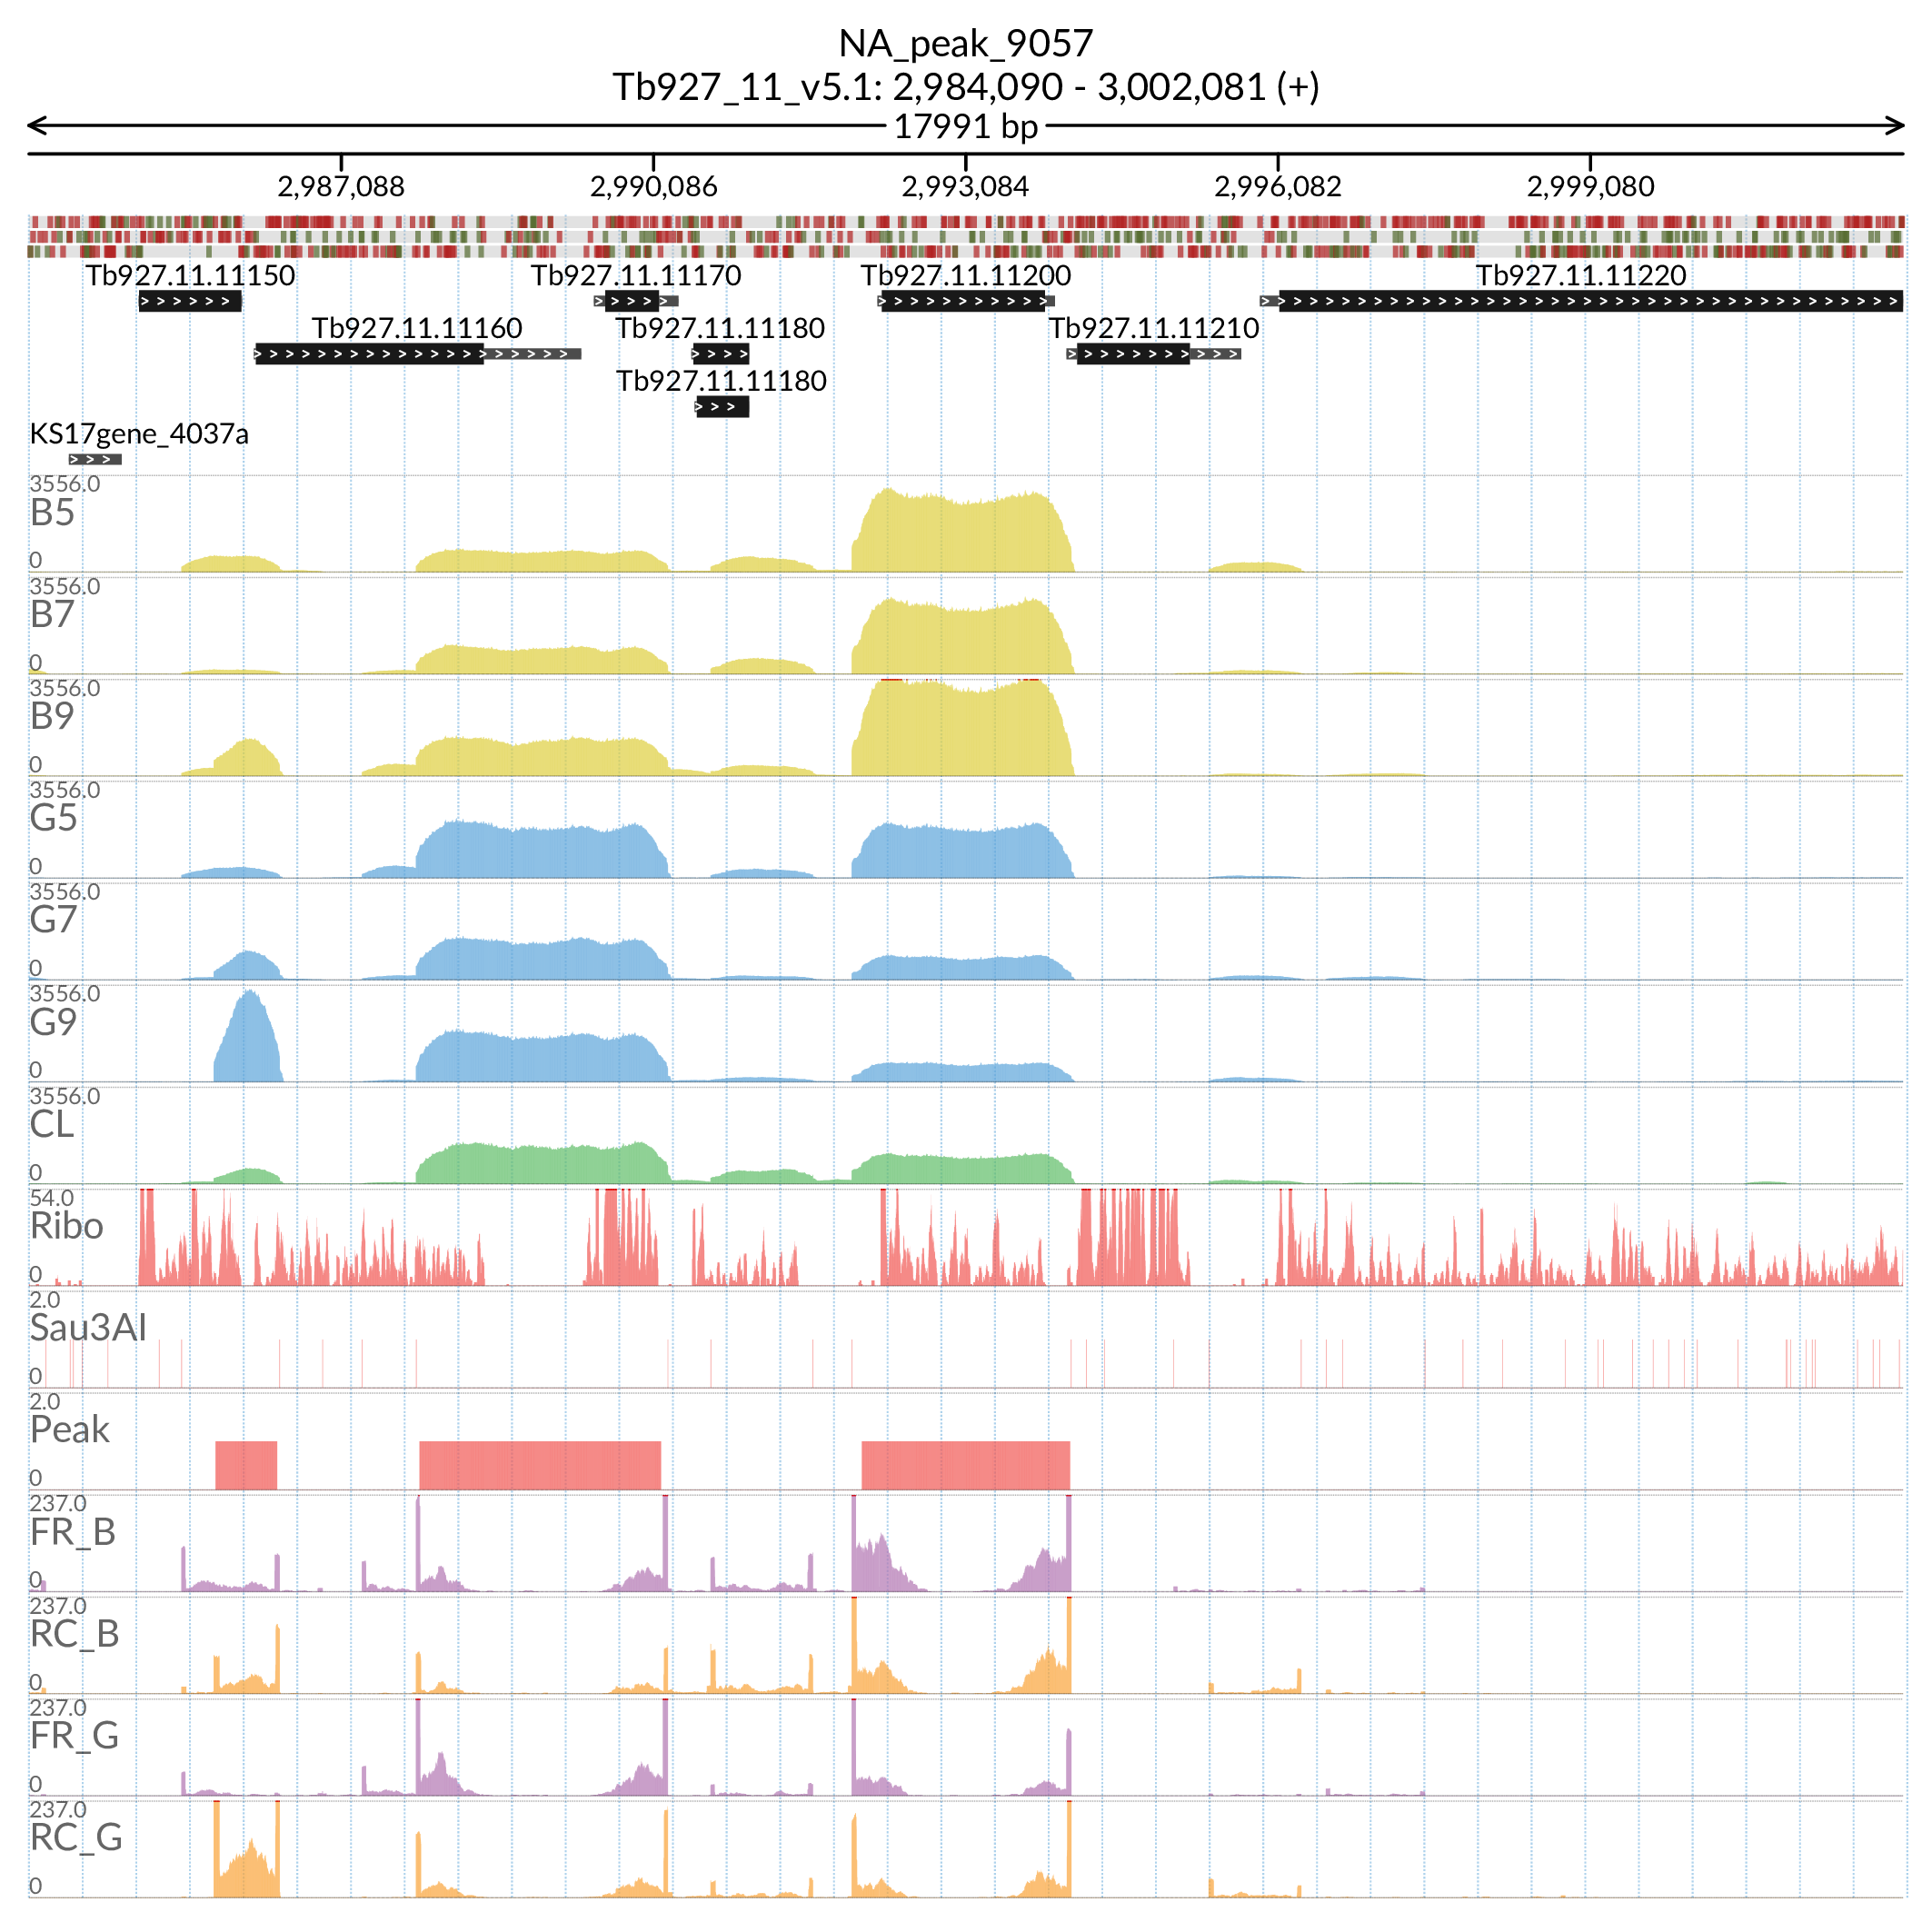 NA_peak_9057
Tb927_11_v5.1: 2,984,090 - 3,002,081 (+)
17991 bp
2,987,088 2,990,086 2,993,084 2,996,082 2,999,080
Tb927.11.11150 Tb927.11.11170 Tb927.11.11200 Tb927.11.11220
Tb927.11.11160 Tb927.11.11180 Tb927.11.11210
Tb927.11.11180
KS17gene_4037a
3556.0
B5
0
3556.0
B7
0
3556.0
B9
0
3556.0
G5
0
3556.0
G7
0
3556.0
G9
0
3556.0
CL
0
54.0
Ribo
0
2.0
Sau3AI
0
2.0
Peak
0
237.0
FR_B
0
237.0
RC_B
0
237.0
FR_G
0
237.0
RC_G
0